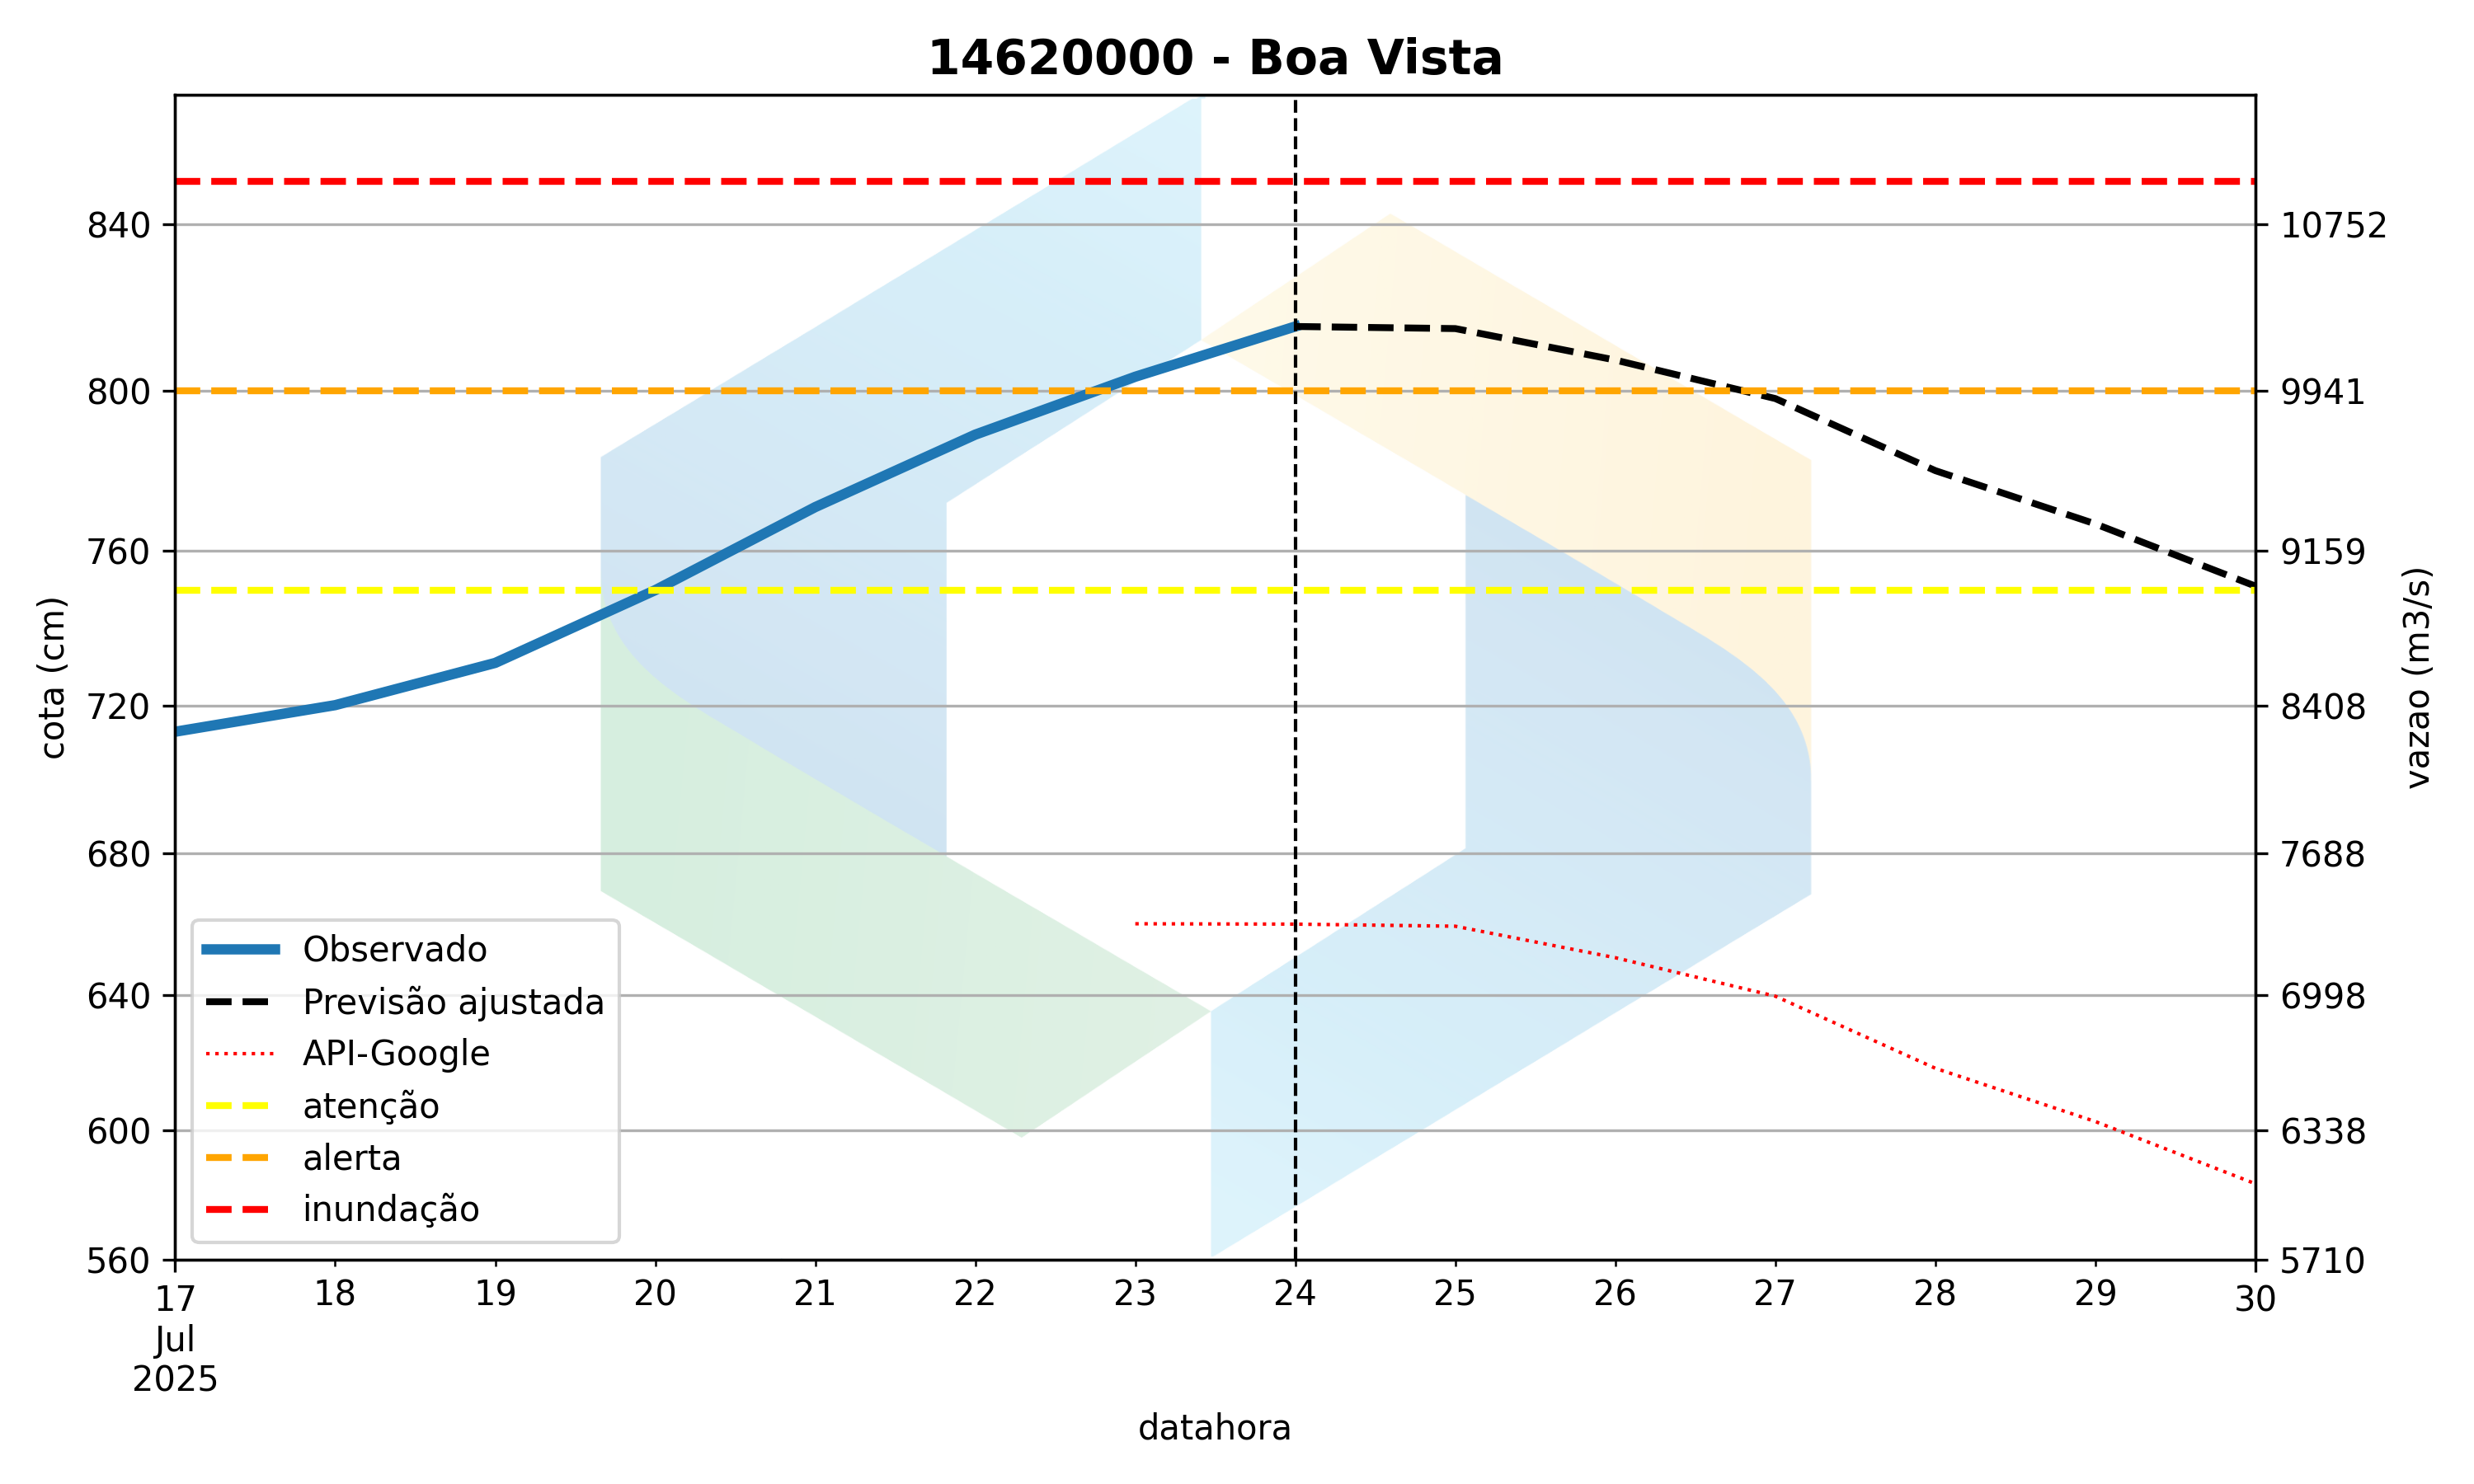 14620000 - Boa Vista
840
800
760
720
680
640
600
560
cota (cm)
10752
9941
9159
8408
7688
6998
6338
5710
vazao (m3/s)
Observado
Previsão ajustada
API-Google
atenção
alerta
inundação
17 18 19 20 21 22 23 24 25 26 27 28 29 30
Jul
2025
datahora